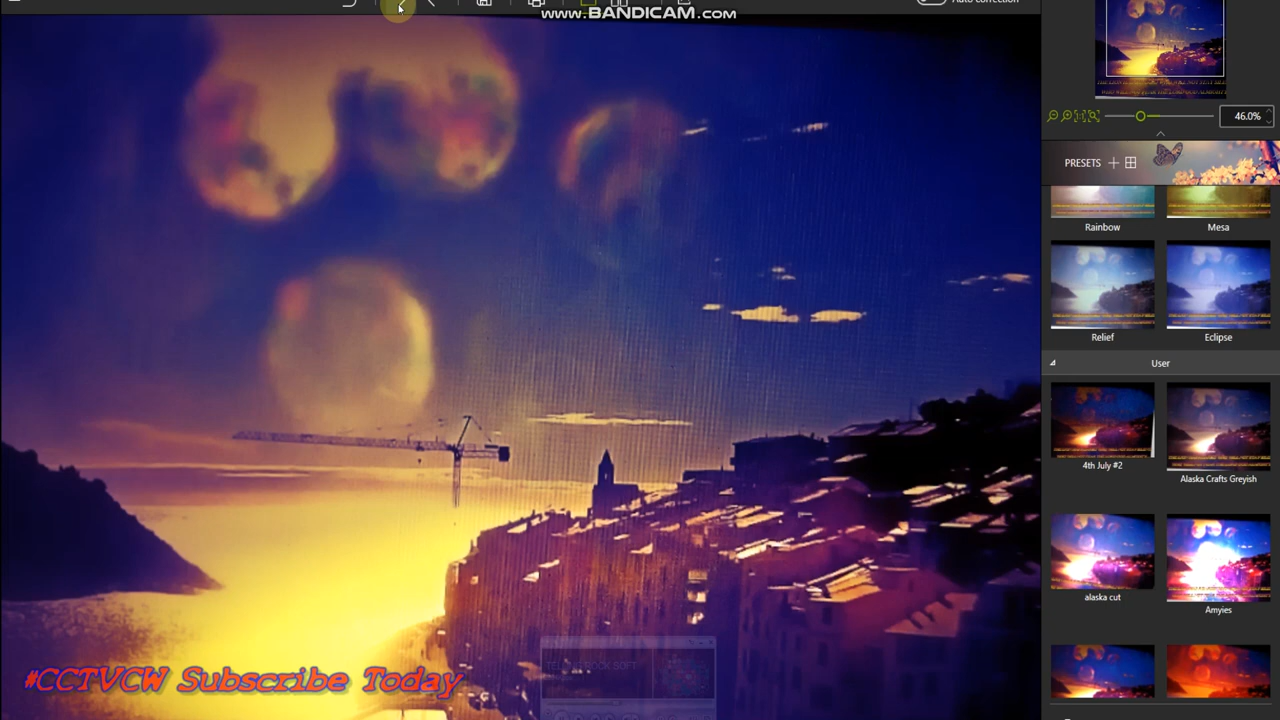 Auto correction
www.BANDICAM.com
46.0%
PRESETS
Rainbow
Mesa
Relief
Eclipse
User
4th July #2
Alaska Crafts Greyish
alaska cut
Amyies
#CCTVCW Subscribe Today